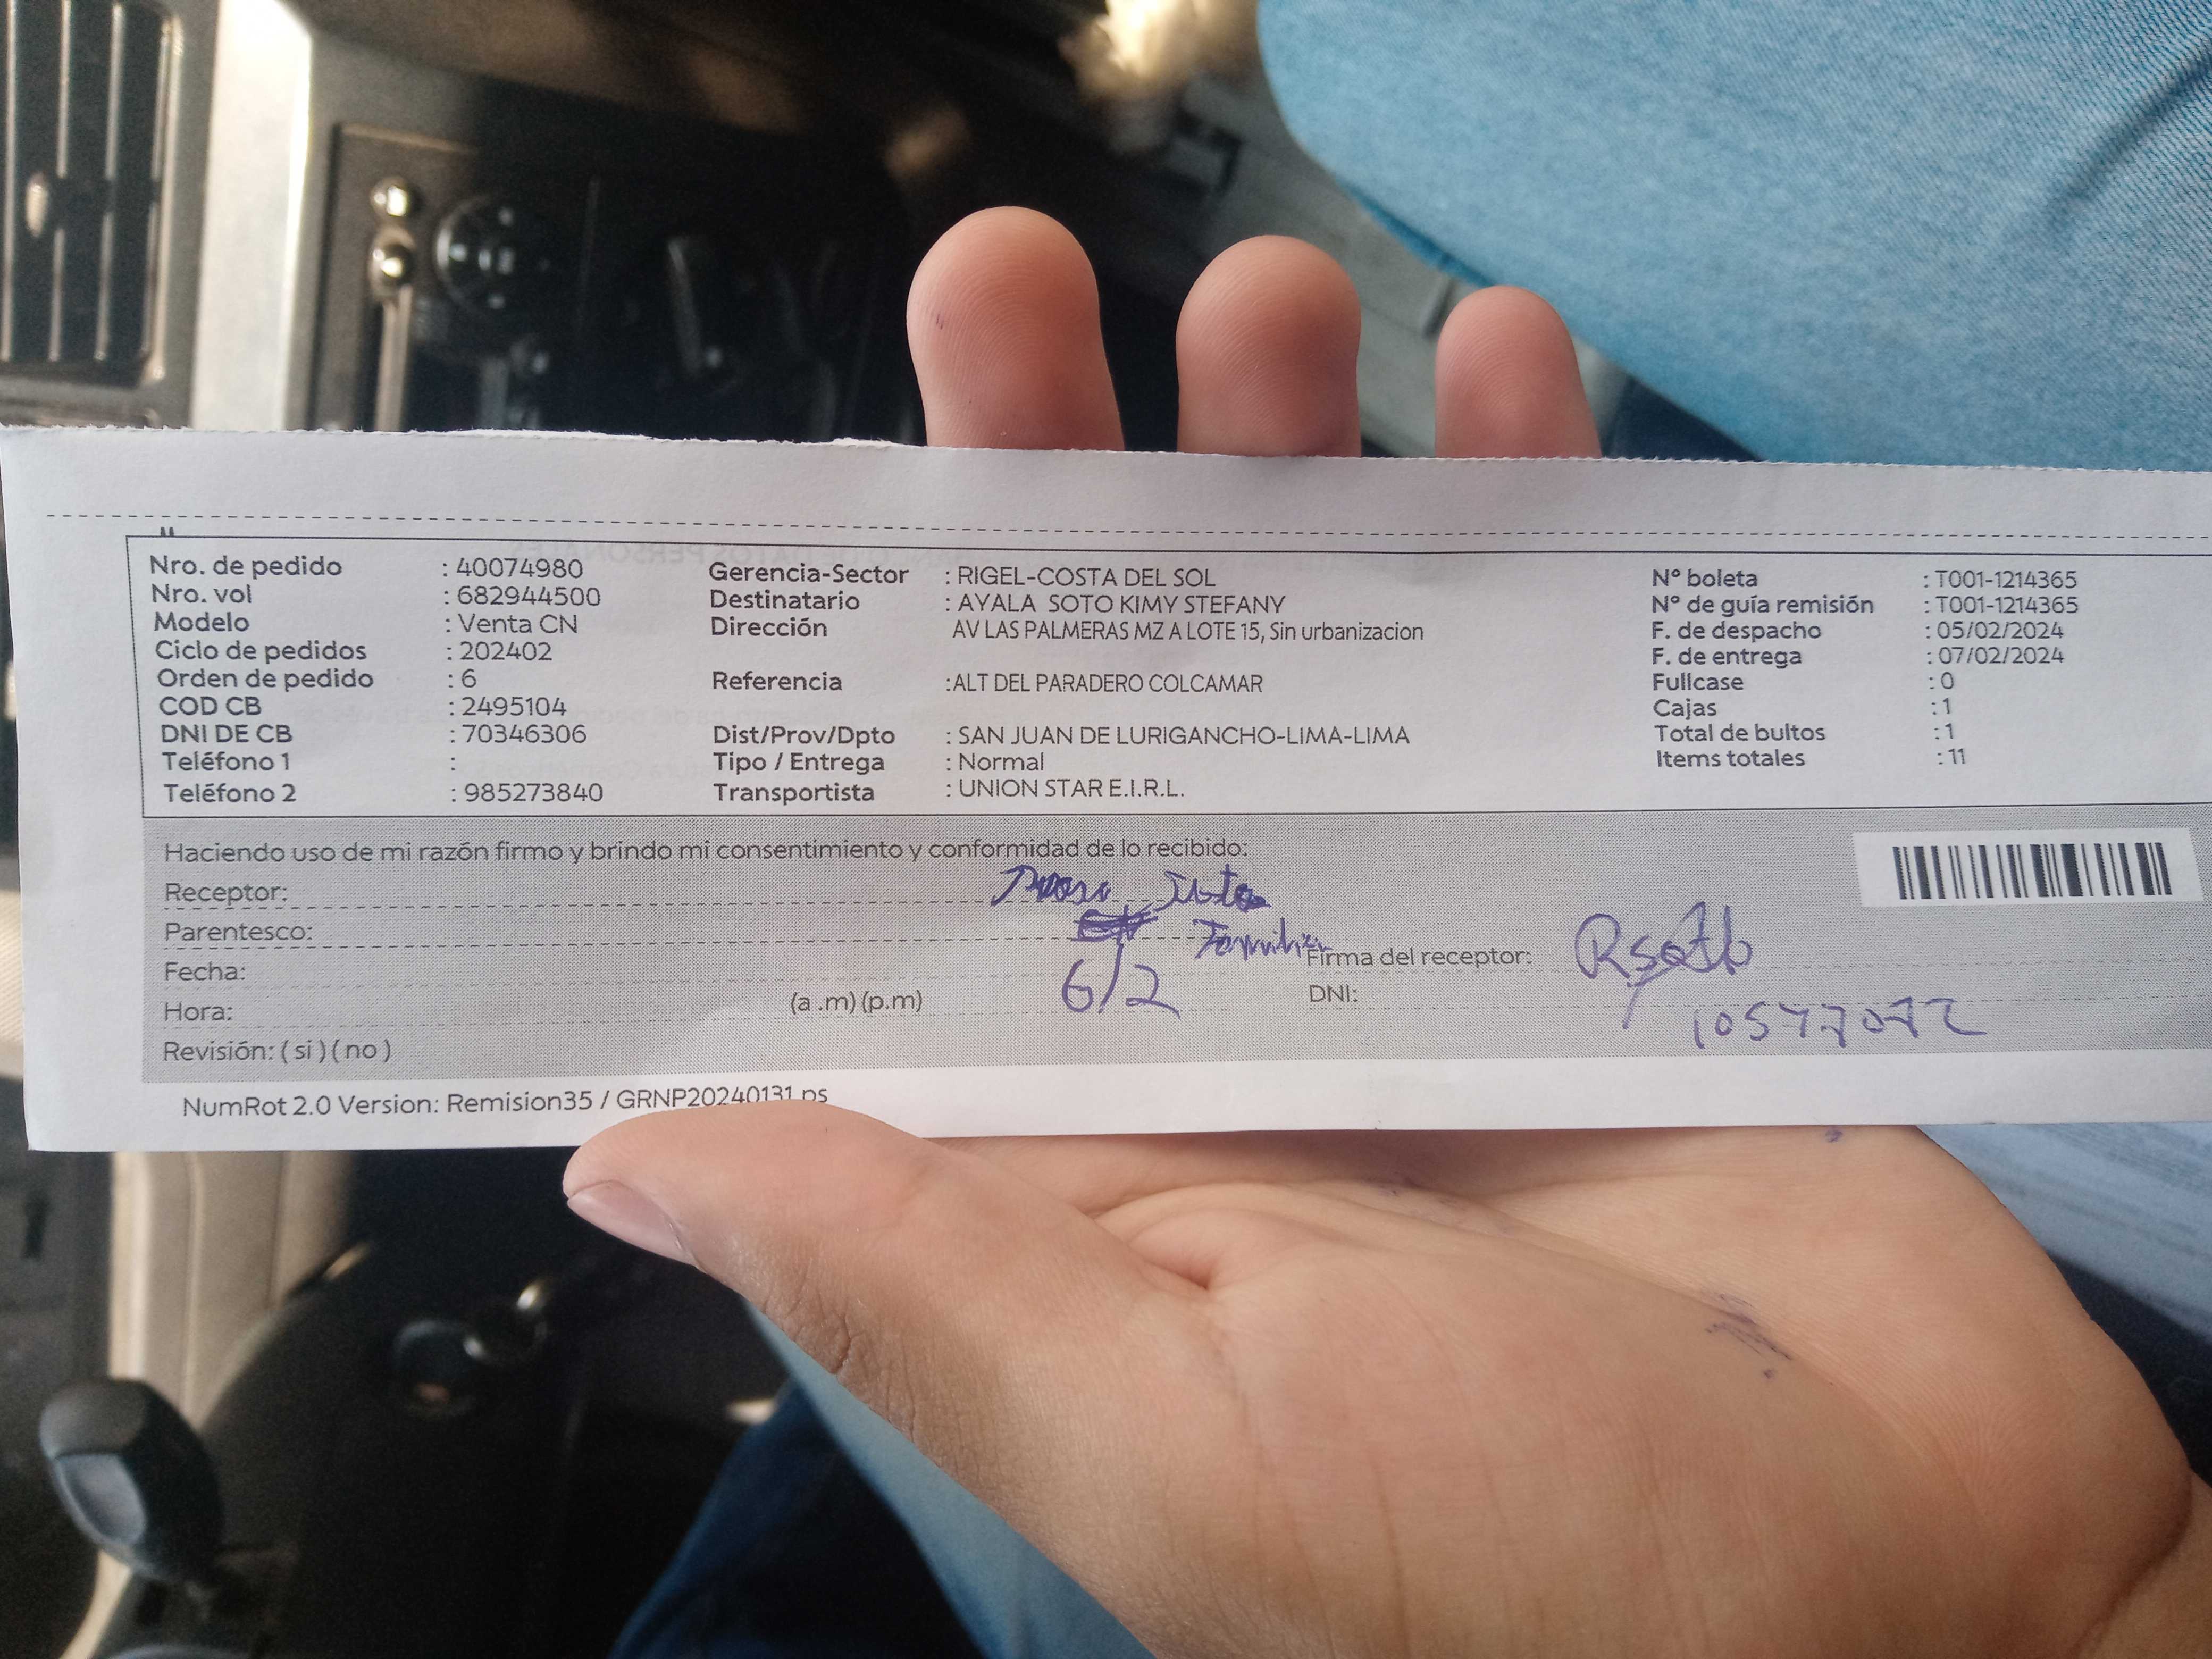 Nro. de pedido : 40074980
Nro. vol : 682944500
Modelo : Venta CN
Ciclo de pedidos : 202402
Orden de pedido : 6
COD CB : 2495104
DNI DE CB : 70346306
Teléfono 1 :
Teléfono 2 : 985273840
Gerencia-Sector : RIGEL-COSTA DEL SOL
Destinatario : AYALA SOTO KIMY STEFANY
Dirección AV LAS PALMERAS MZ A LOTE 15, Sin urbanizacion
Referencia :ALT DEL PARADERO COLCAMAR
Dist/Prov/Dpto : SAN JUAN DE LURIGANCHO-LIMA-LIMA
Tipo / Entrega : Normal
Transportista : UNION STAR E.I.R.L.
N° boleta : T001-1214365
N° de guía remisión : T001-1214365
F. de despacho : 05/02/2024
F. de entrega : 07/02/2024
Fullcase : 0
Cajas : 1
Total de bultos : 1
Items totales : 11
Haciendo uso de mi razón firmo y brindo mi consentimiento y conformidad de lo recibido:
Receptor:
Parentesco: Familiar
Fecha: 6/2
Hora: (a .m) (p.m)
Revisión: ( si ) ( no )
Firma del receptor: RSoto
DNI:
NumRot 2.0 Version: Remision35 / GRNP20240131.ps